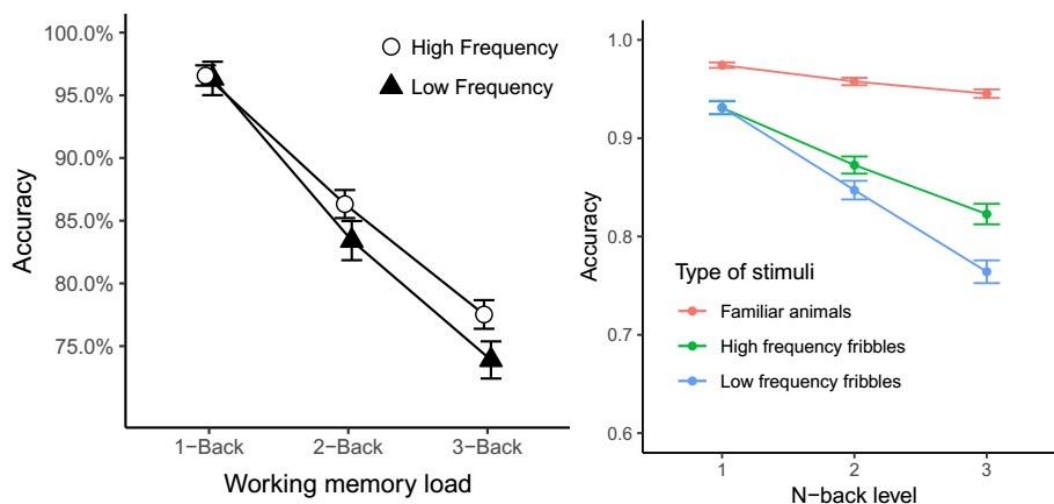 100.0%
95.0%
90.0%
85.0%
80.0%
75.0%
Accuracy
High Frequency
Low Frequency
1−Back
2−Back
3−Back
Working memory load
1.0
0.9
0.8
0.7
0.6
Accuracy
Type of stimuli
Familiar animals
High frequency fribbles
Low frequency fribbles
1
2
3
N−back level